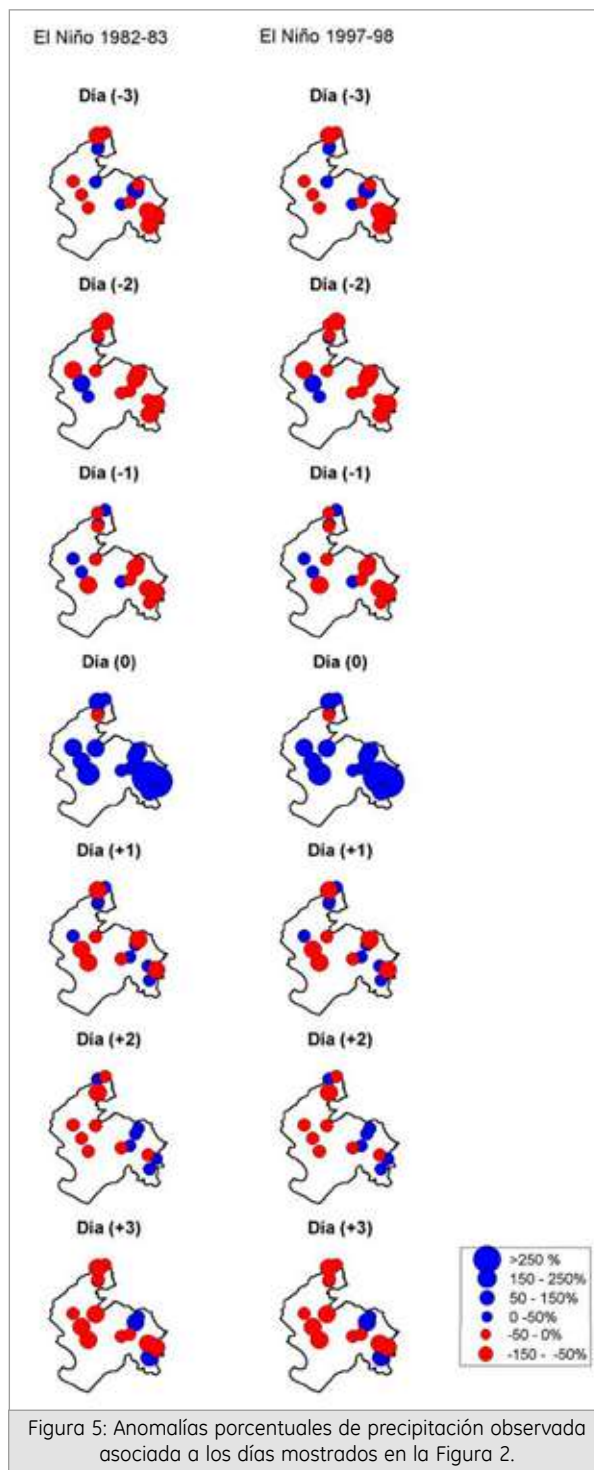 El Niño 1982-83 El Niño 1997-98
Día (-3) Día (-3)
Día (-2) Día (-2)
Día (-1) Día (-1)
Día (0) Día (0)
Día (+1) Día (+1)
Día (+2) Día (+2)
Día (+3) Día (+3)
>250 %
150 - 250%
50 - 150%
0 -50%
-50 - 0%
-150 - -50%
Figura 5: Anomalías porcentuales de precipitación observada
asociada a los días mostrados en la Figura 2.